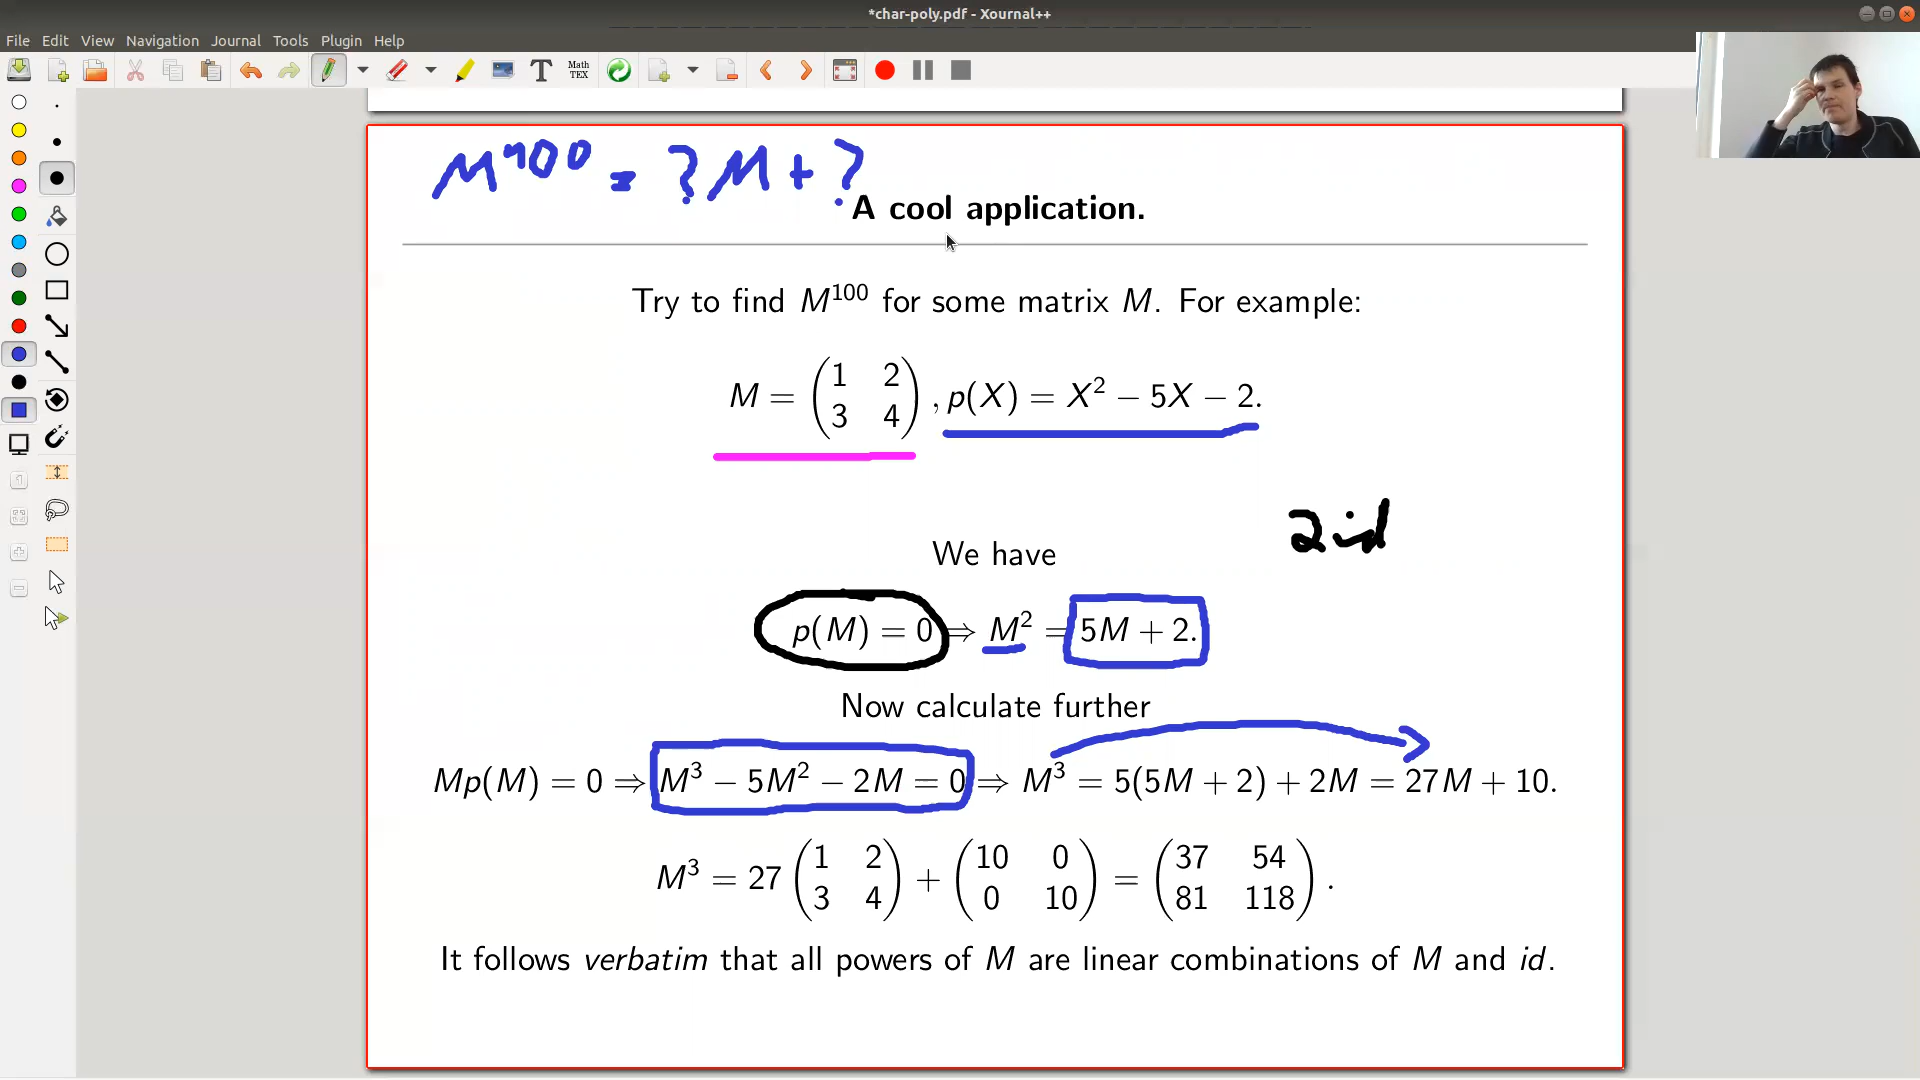 *char-poly.pdf - Xournal++
File Edit View Navigation Journal Tools Plugin Help
Math TEX
M¹⁰⁰ = ? M + ?
A cool application.
Try to find M¹⁰⁰ for some matrix M. For example:
M = (1 2
3 4), p(X) = X² − 5X − 2.
2id
We have
p(M) = 0 ⇒ M² = 5M + 2.
Now calculate further
Mp(M) = 0 ⇒ M³ − 5M² − 2M = 0 ⇒ M³ = 5(5M + 2) + 2M = 27M + 10.
M³ = 27 (1 2
3 4) + (10 0
0 10) = (37 54
81 118).
It follows verbatim that all powers of M are linear combinations of M and id.